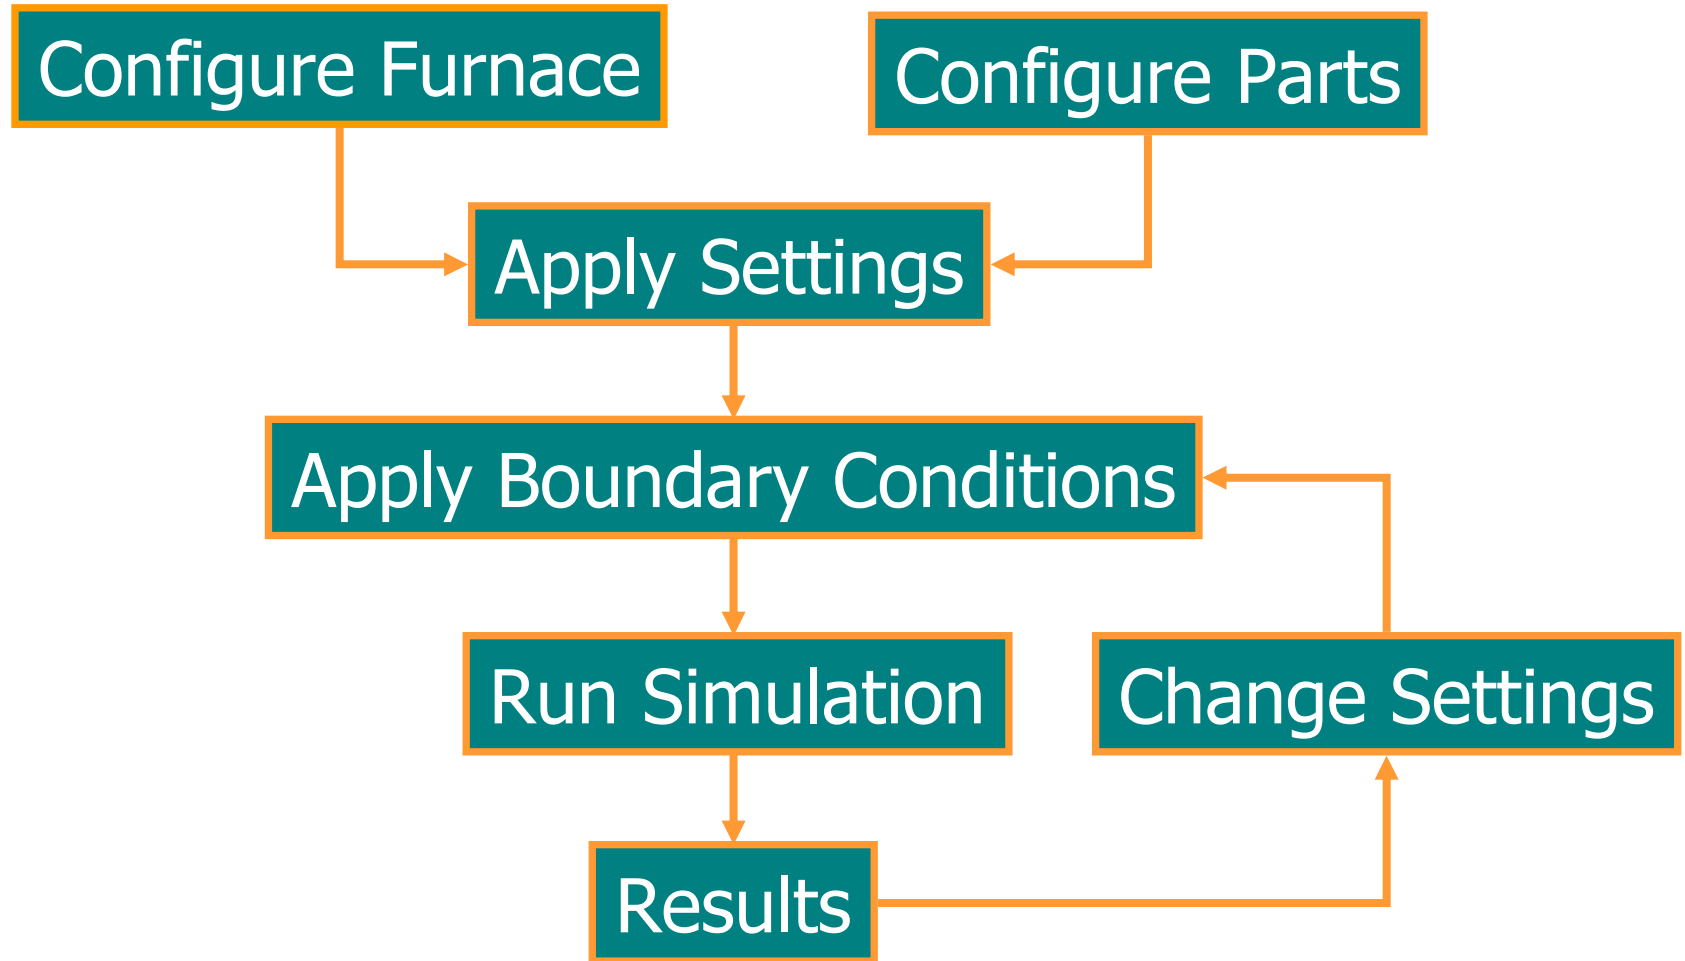 Configure Furnace
Configure Parts
Apply Settings
Apply Boundary Conditions
Run Simulation
Change Settings
Results